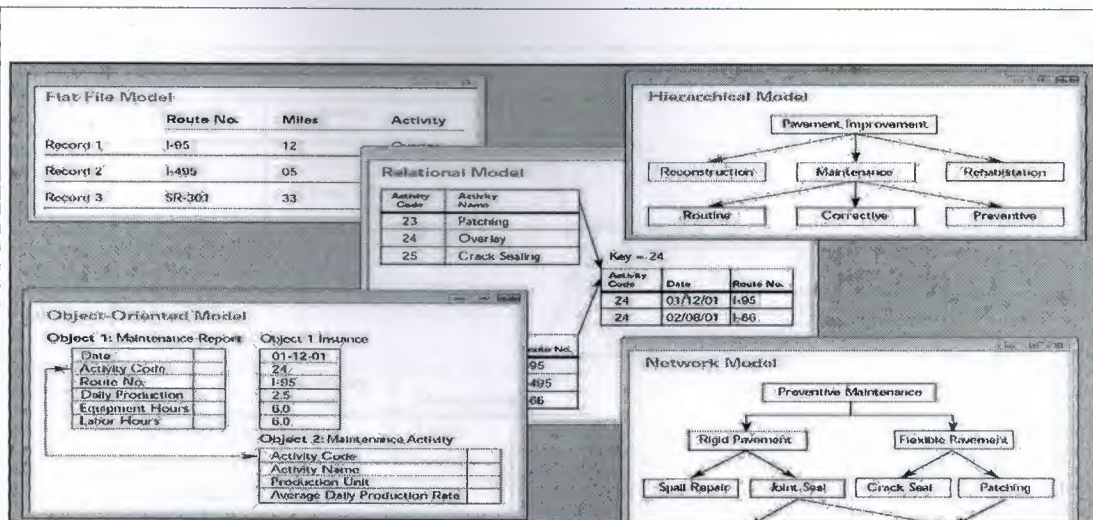 Flat File Model
Route No. Miles Activity
Record 1 I-95 12
Record 2 I-495 05
Record 3 SR-301 33
Relational Model
Activity Code Activity Name
23 Patching
24 Overlay
25 Crack Sealing
Key = 24
Activity Code Date Route No.
24 01/12/01 I-95
24 02/08/01 I-66
Route No.
95
495
66
Hierarchical Model
Pavement Improvement
Reconstruction Maintenance Rehabilitation
Routine Corrective Preventive
Object-Oriented Model
Object 1: Maintenance Report Object 1 Instance
Date 01-12-01
Activity Code 24
Route No. I-95
Daily Production 2.5
Equipment Hours 6.0
Labor Hours 6.0
Object 2: Maintenance Activity
Activity Code
Activity Name
Production Unit
Average Daily Production Rate
Network Model
Preventive Maintenance
Rigid Pavement Flexible Pavement
Spall Repair Joint Seal Crack Seal Patching